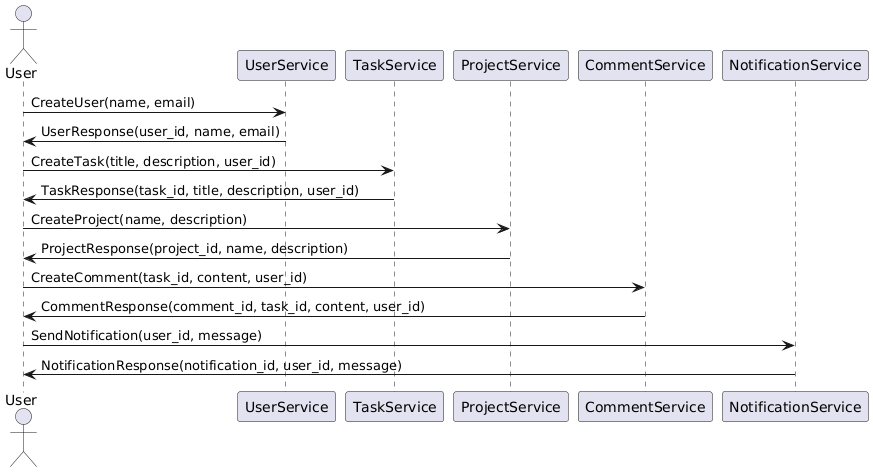 User
UserService
TaskService
ProjectService
CommentService
NotificationService
CreateUser(name, email)
UserResponse(user_id, name, email)
CreateTask(title, description, user_id)
TaskResponse(task_id, title, description, user_id)
CreateProject(name, description)
ProjectResponse(project_id, name, description)
CreateComment(task_id, content, user_id)
CommentResponse(comment_id, task_id, content, user_id)
SendNotification(user_id, message)
NotificationResponse(notification_id, user_id, message)
User
UserService
TaskService
ProjectService
CommentService
NotificationService